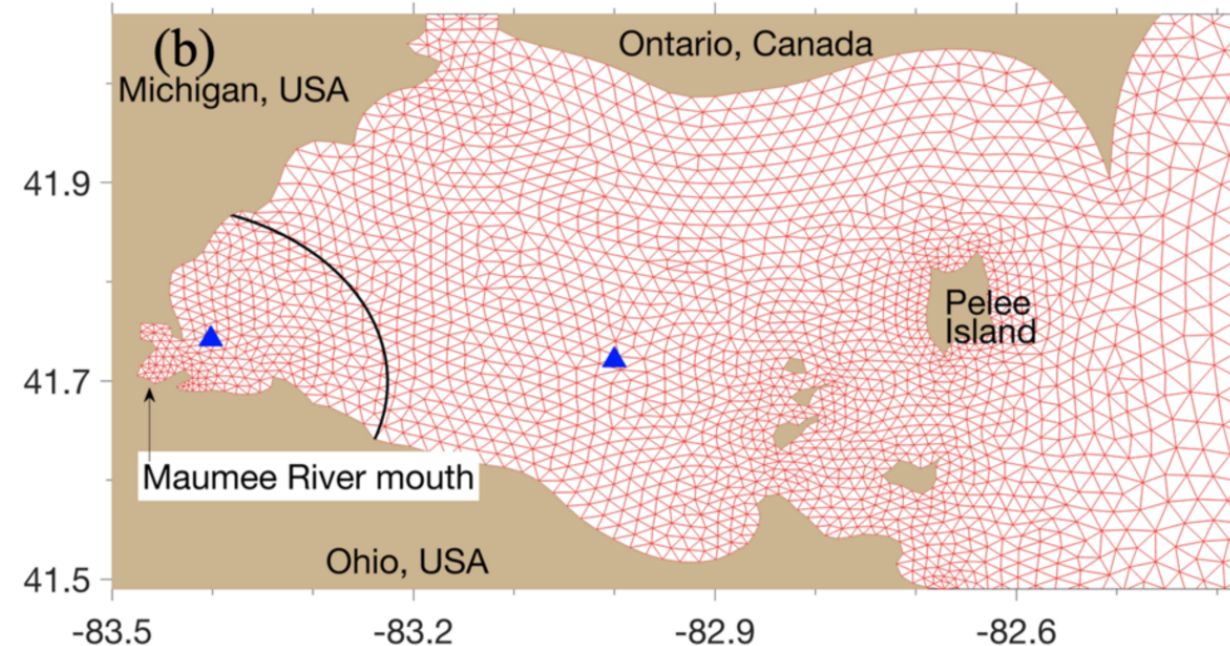 (b)
Ontario, Canada
Michigan, USA
41.9
Pelee
Island
41.7
Maumee River mouth
Ohio, USA
41.5
-83.5
-83.2
-82.9
-82.6